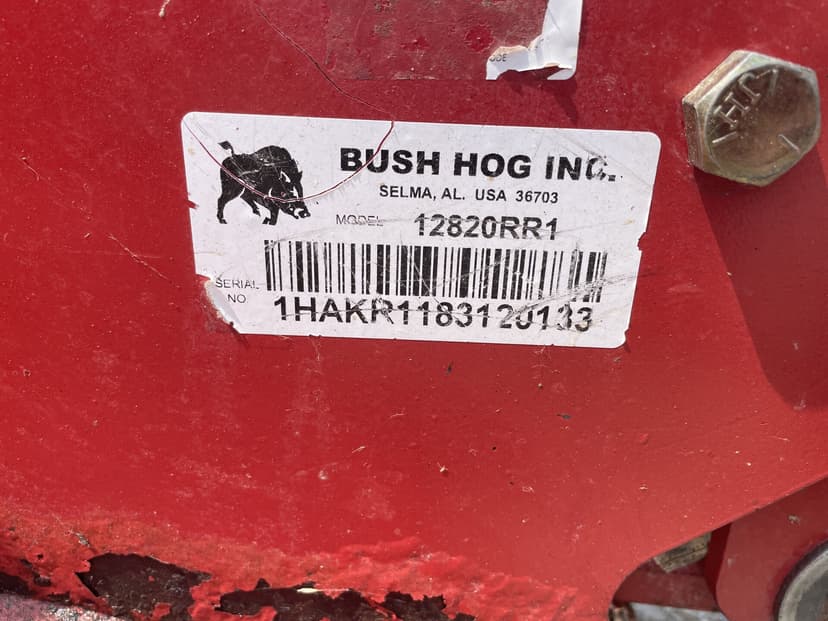 BUSH HOG INC.
SELMA, AL. USA 36703
MODEL 12820RR1
SERIAL
NO. 1HAKR1183120133